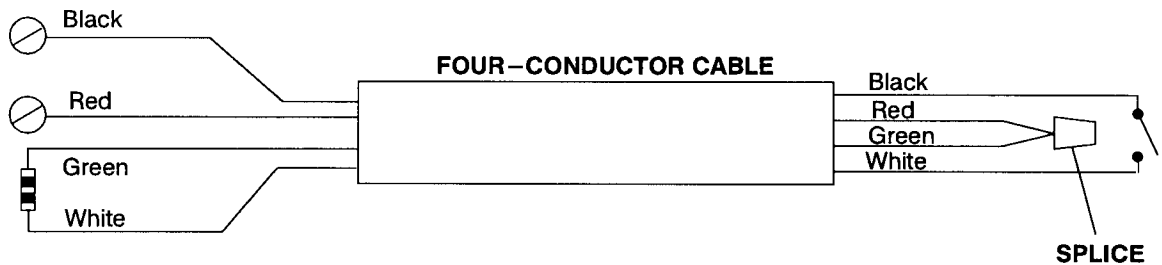 Black
Red
Green
White
FOUR–CONDUCTOR CABLE
Black
Red
Green
White
SPLICE